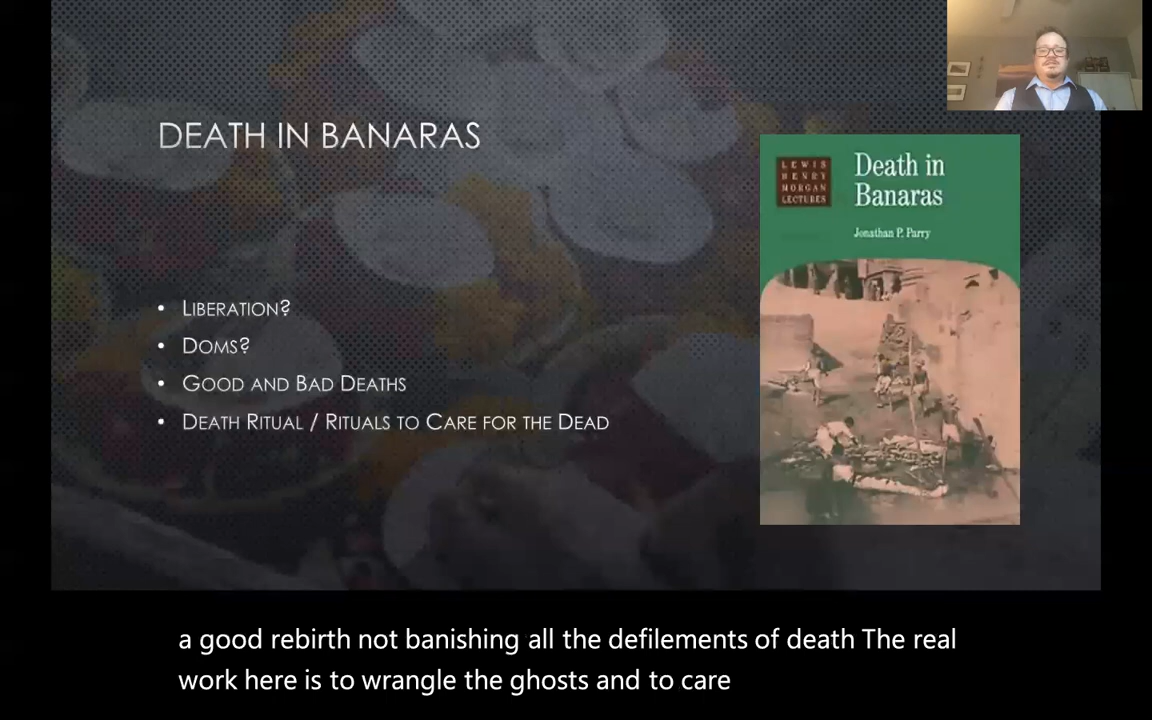 DEATH IN BANARAS
• LIBERATION?
• DOMS?
• GOOD AND BAD DEATHS
• DEATH RITUAL / RITUALS TO CARE FOR THE DEAD
LEWIS
HENRY
MORGAN
LECTURES
Death in
Banaras
Jonathan P. Parry
a good rebirth not banishing all the defilements of death The real
work here is to wrangle the ghosts and to care